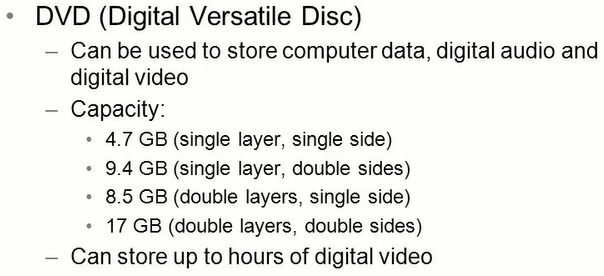 • DVD (Digital Versatile Disc)
– Can be used to store computer data, digital audio and
digital video
– Capacity:
• 4.7 GB (single layer, single side)
• 9.4 GB (single layer, double sides)
• 8.5 GB (double layers, single side)
• 17 GB (double layers, double sides)
– Can store up to hours of digital video